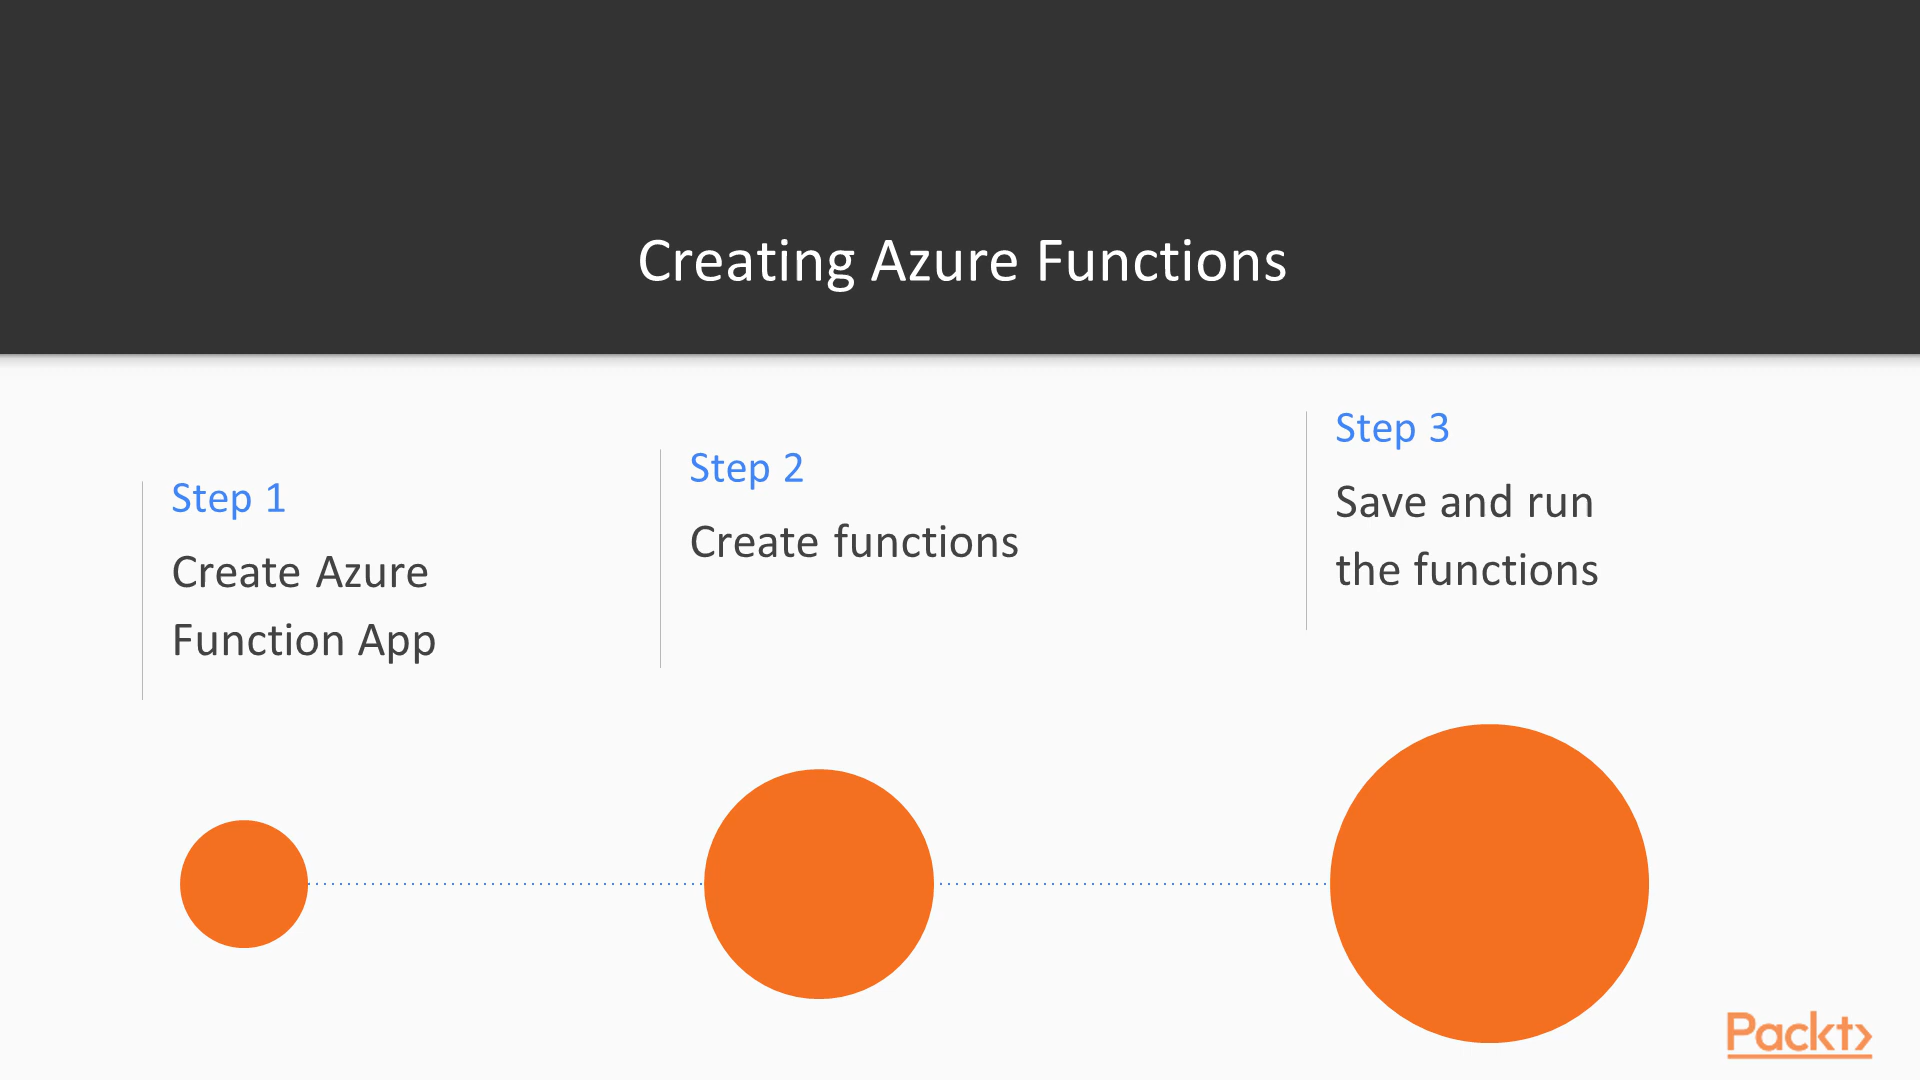 Creating Azure Functions
Step 1
Create Azure
Function App
Step 2
Create functions
Step 3
Save and run
the functions
Packt>